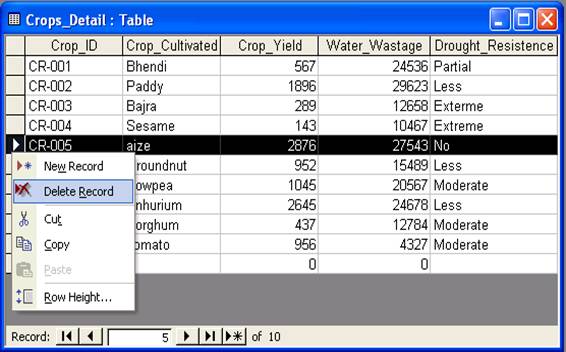 Crops_Detail : Table
Crop_ID Crop_Cultivated Crop_Yield Water_Wastage Drought_Resistence
CR-001 Bhendi 567 24536 Partial
CR-002 Paddy 1896 29623 Less
CR-003 Bajra 289 12658 Exterme
CR-004 Sesame 143 10467 Extreme
CR-005 aize 2876 27543 No
New Record roundnut 952 15489 Less
Delete Record owpea 1045 20567 Moderate
nhurium 2645 24678 Less
Cut orghum 437 12784 Moderate
Copy omato 956 4327 Moderate
Paste 0 0
Row Height...
Record: 5 of 10